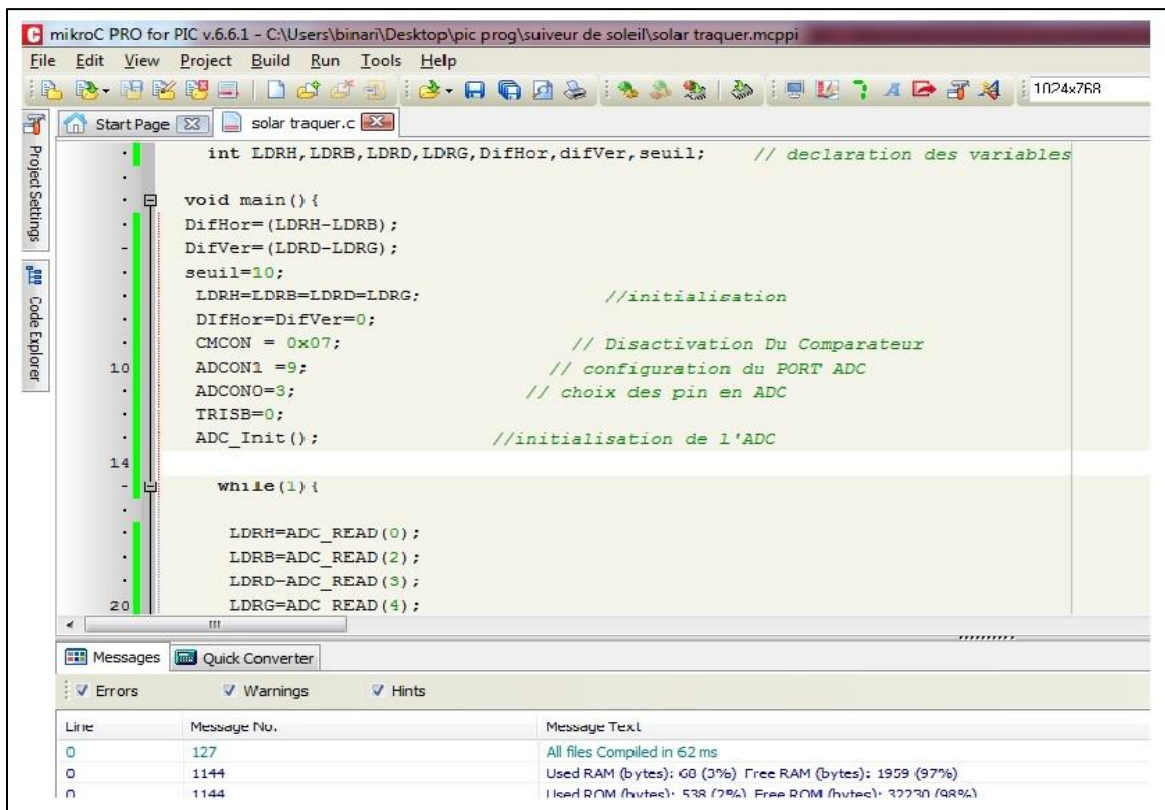 mikroC PRO for PIC v.6.6.1 - C:\Users\binari\Desktop\pic prog\suiveur de soleil\solar traquer.mcppi
File Edit View Project Build Run Tools Help
1024x768
Start Page solar traquer.c
Project Settings
Code Explorer
int LDRH,LDRB,LDRD,LDRG,DifHor,difVer,seuil; // declaration des variables
void main(){
DifHor=(LDRH-LDRB);
DifVer=(LDRD-LDRG);
seuil=10;
LDRH=LDRB=LDRD=LDRG; //initialisation
DIfHor=DifVer=0;
CMCON = 0x07; // Disactivation Du Comparateur
10 ADCON1 =9; // configuration du PORT ADC
ADCON0=3; // choix des pin en ADC
TRISB=0;
ADC_Init(); //initialisation de l'ADC
14
while(1){
LDRH=ADC_READ(0);
LDRB=ADC_READ(2);
LDRD=ADC_READ(3);
20 LDRG=ADC_READ(4);
Messages Quick Converter
Errors Warnings Hints
Line Message No. Message Text
0 127 All files Compiled in 62 ms
0 1144 Used RAM (bytes): 68 (3%) Free RAM (bytes): 1959 (97%)
0 1144 Used ROM (bytes): 538 (2%) Free ROM (bytes): 32230 (98%)